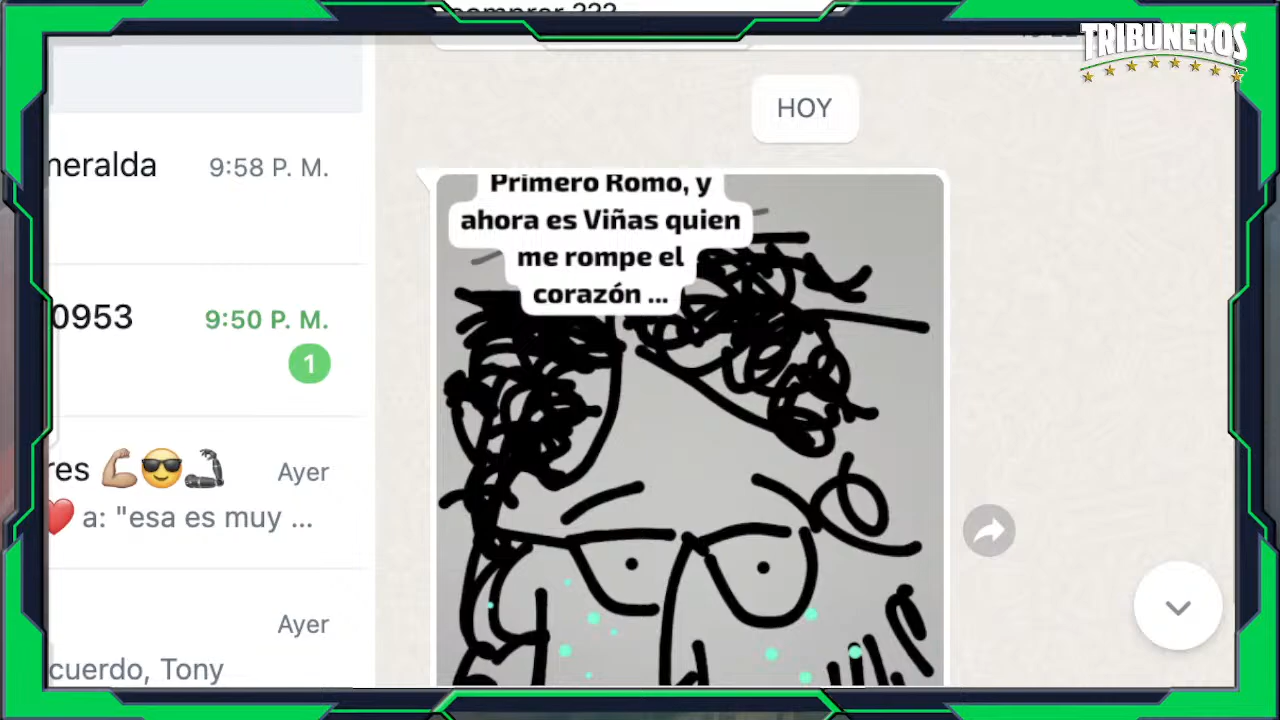 comprar ???
TRIBUNEROS
HOY
meralda
9:58 P. M.
Primero Romo, y
ahora es Viñas quien
me rompe el
corazón ...
0953
9:50 P. M.
1
res 💪🏼😎🦾
Ayer
❤️ a: "esa es muy ...
Ayer
cuerdo, Tony